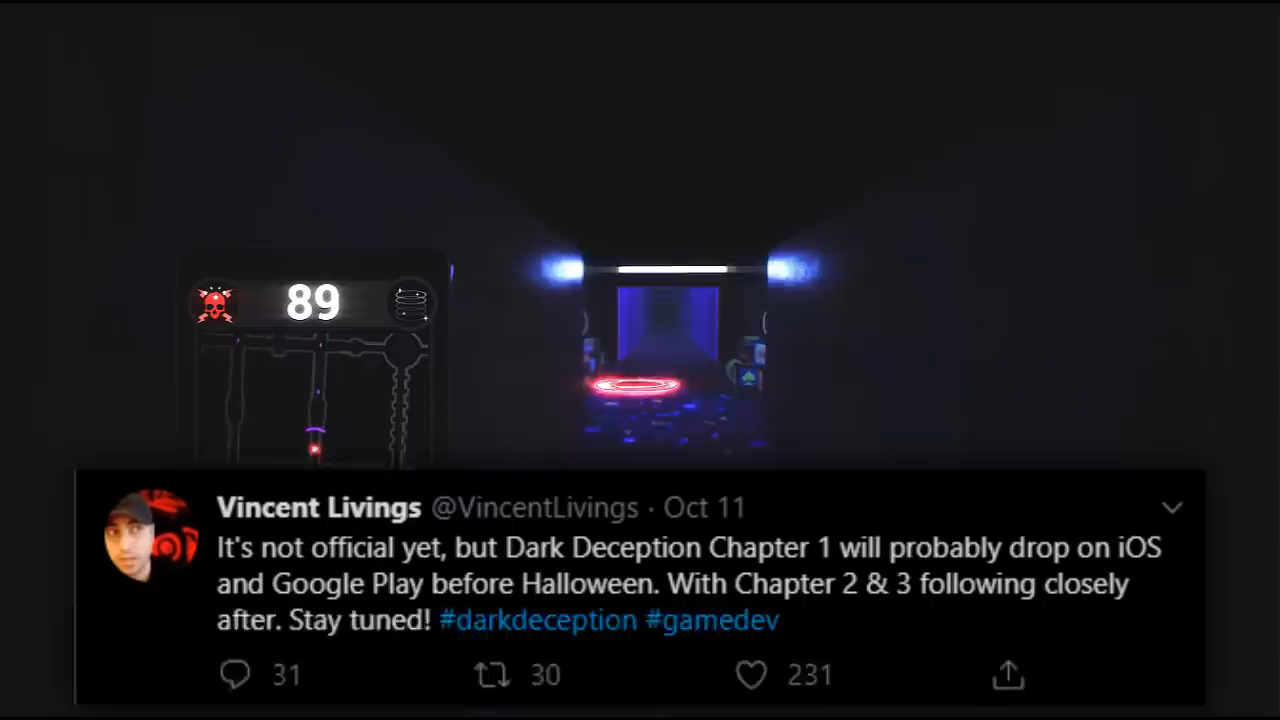 89
Vincent Livings @VincentLivings · Oct 11
It's not official yet, but Dark Deception Chapter 1 will probably drop on iOS
and Google Play before Halloween. With Chapter 2 & 3 following closely
after. Stay tuned! #darkdeception #gamedev
31 30 231